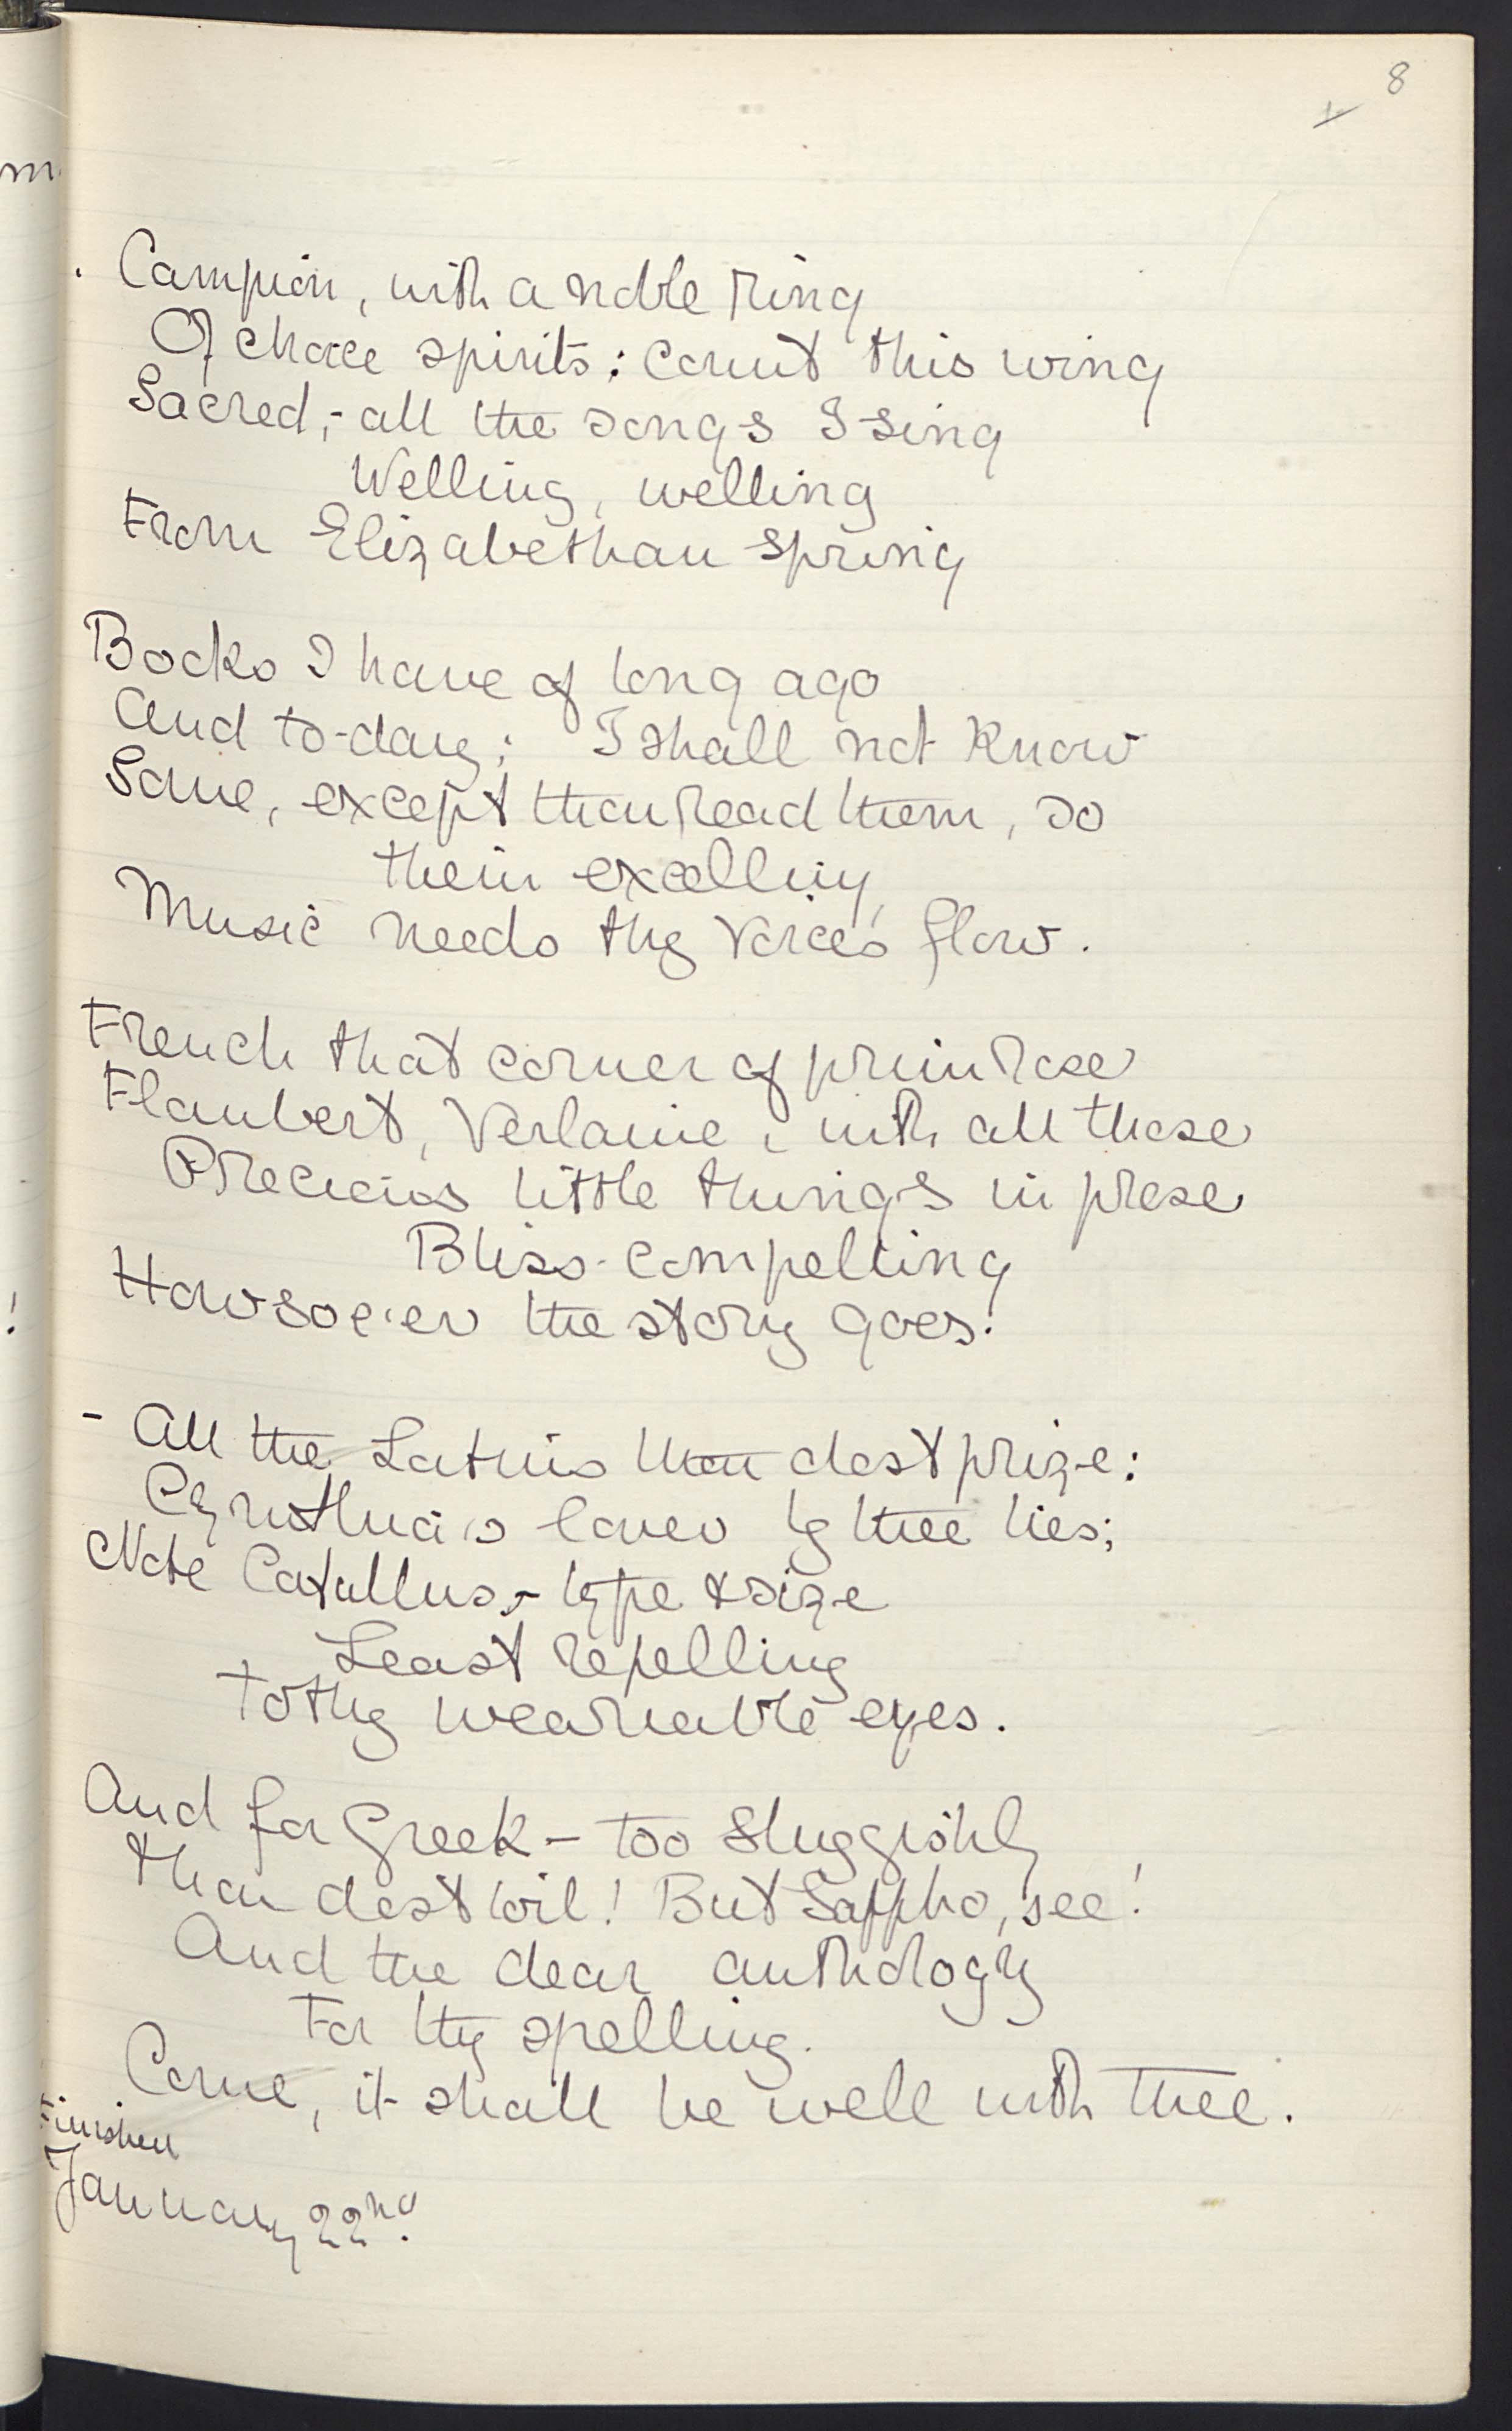 8
Campion, with a noble ring
Of choice spirits: count this wing
Sacred,- all the songs I sing
Welling, welling
From Elizabethan spring
Books I have of long ago
And to-day; I shall not know
Some, except thou read them, so
their excelling,
Music needs thy voice's flow.
French that corner of primrose
Flaubert, Verlaine, with all those
Precious little things in prose
Bliss-compelling
Howsoe'er the story goes.
- All the Latins thou dost prize:
Cynthia's lover by thee lies;
Note Catullus,- type & size
Least repelling
To thy weariable eyes.
And for Greek - too sluggishly
thou dost toil! But Sappho, see!
And the dear anthology
For thy spelling.
Come, it shall be well with thee.
Finished
January 22nd.